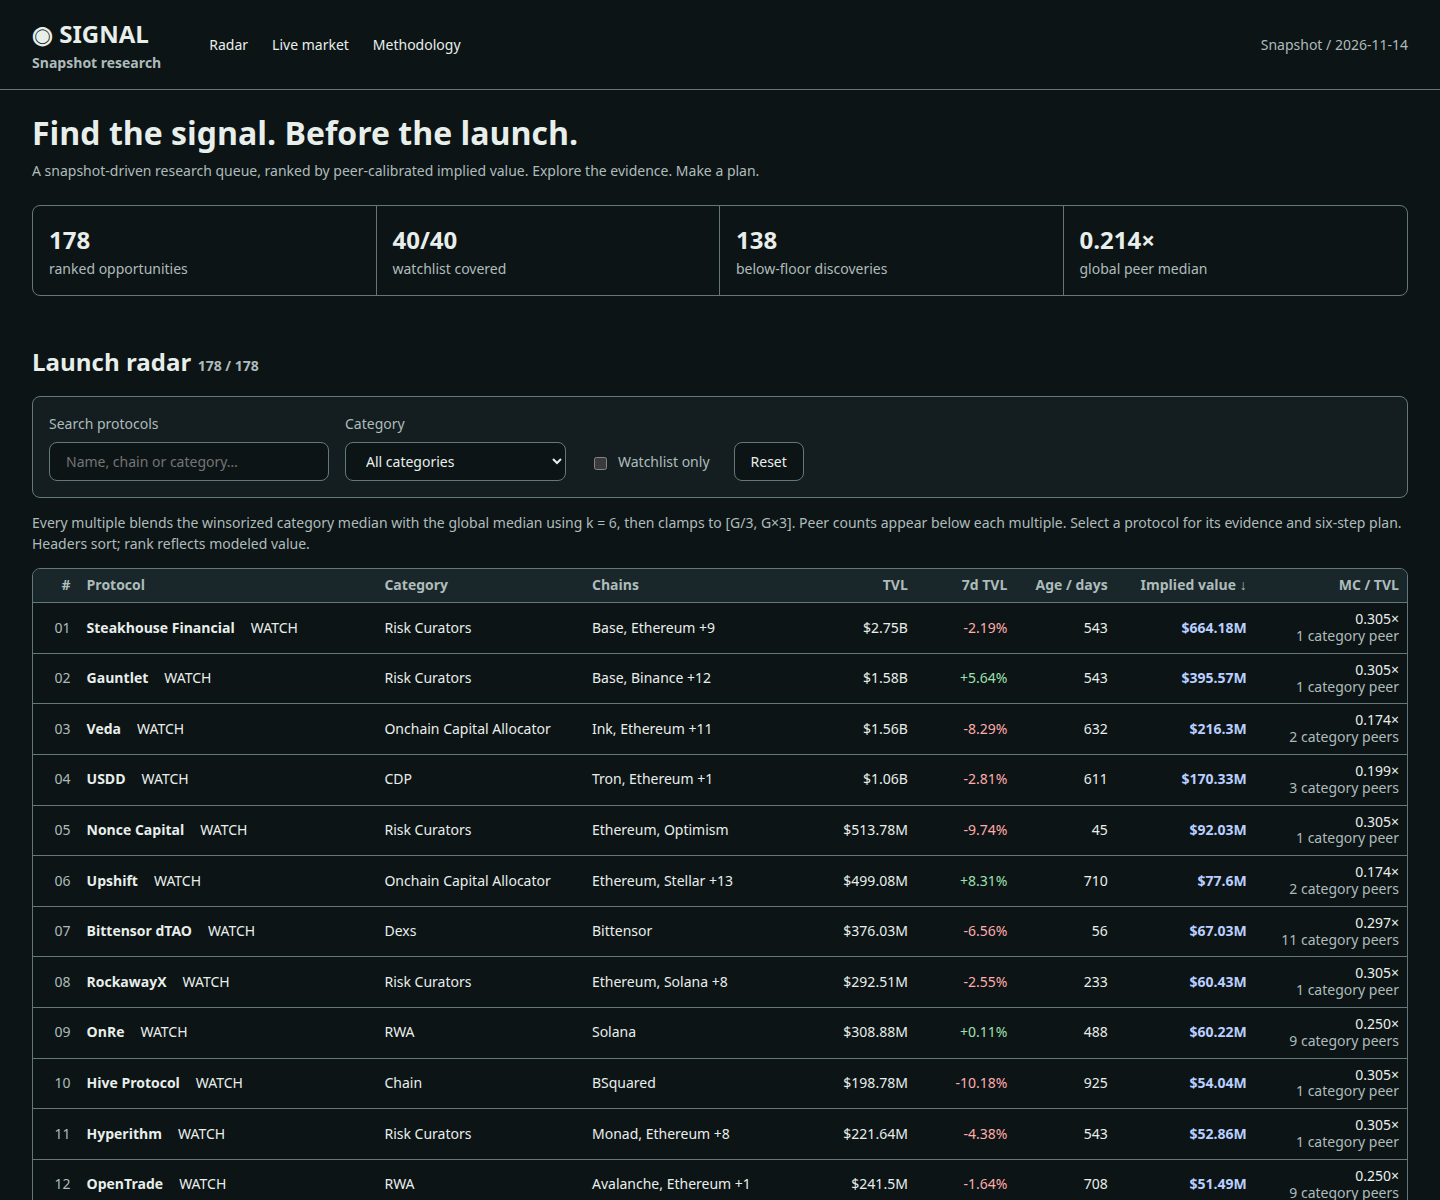 ◉ SIGNAL
Snapshot research
Radar Live market Methodology
Snapshot / 2026-11-14
Find the signal. Before the launch.
A snapshot-driven research queue, ranked by peer-calibrated implied value. Explore the evidence. Make a plan.
178 40/40 138 0.214×
ranked opportunities watchlist covered below-floor discoveries global peer median
Launch radar 178 / 178
Search protocols Category
Name, chain or category... All categories Watchlist only Reset
Every multiple blends the winsorized category median with the global median using k = 6, then clamps to [G/3, G×3]. Peer counts appear below each multiple. Select a protocol for its evidence and six-step plan.
Headers sort; rank reflects modeled value.
# Protocol Category Chains TVL 7d TVL Age / days Implied value ↓ MC / TVL
01 Steakhouse Financial WATCH Risk Curators Base, Ethereum +9 $2.75B -2.19% 543 $664.18M 0.305×
1 category peer
02 Gauntlet WATCH Risk Curators Base, Binance +12 $1.58B +5.64% 543 $395.57M 0.305×
1 category peer
03 Veda WATCH Onchain Capital Allocator Ink, Ethereum +11 $1.56B -8.29% 632 $216.3M 0.174×
2 category peers
04 USDD WATCH CDP Tron, Ethereum +1 $1.06B -2.81% 611 $170.33M 0.199×
3 category peers
05 Nonce Capital WATCH Risk Curators Ethereum, Optimism $513.78M -9.74% 45 $92.03M 0.305×
1 category peer
06 Upshift WATCH Onchain Capital Allocator Ethereum, Stellar +13 $499.08M +8.31% 710 $77.6M 0.174×
2 category peers
07 Bittensor dTAO WATCH Dexs Bittensor $376.03M -6.56% 56 $67.03M 0.297×
11 category peers
08 RockawayX WATCH Risk Curators Ethereum, Solana +8 $292.51M -2.55% 233 $60.43M 0.305×
1 category peer
09 OnRe WATCH RWA Solana $308.88M +0.11% 488 $60.22M 0.250×
9 category peers
10 Hive Protocol WATCH Chain BSquared $198.78M -10.18% 925 $54.04M 0.305×
1 category peer
11 Hyperithm WATCH Risk Curators Monad, Ethereum +8 $221.64M -4.38% 543 $52.86M 0.305×
1 category peer
12 OpenTrade WATCH RWA Avalanche, Ethereum +1 $241.5M -1.64% 708 $51.49M 0.250×
9 category peers